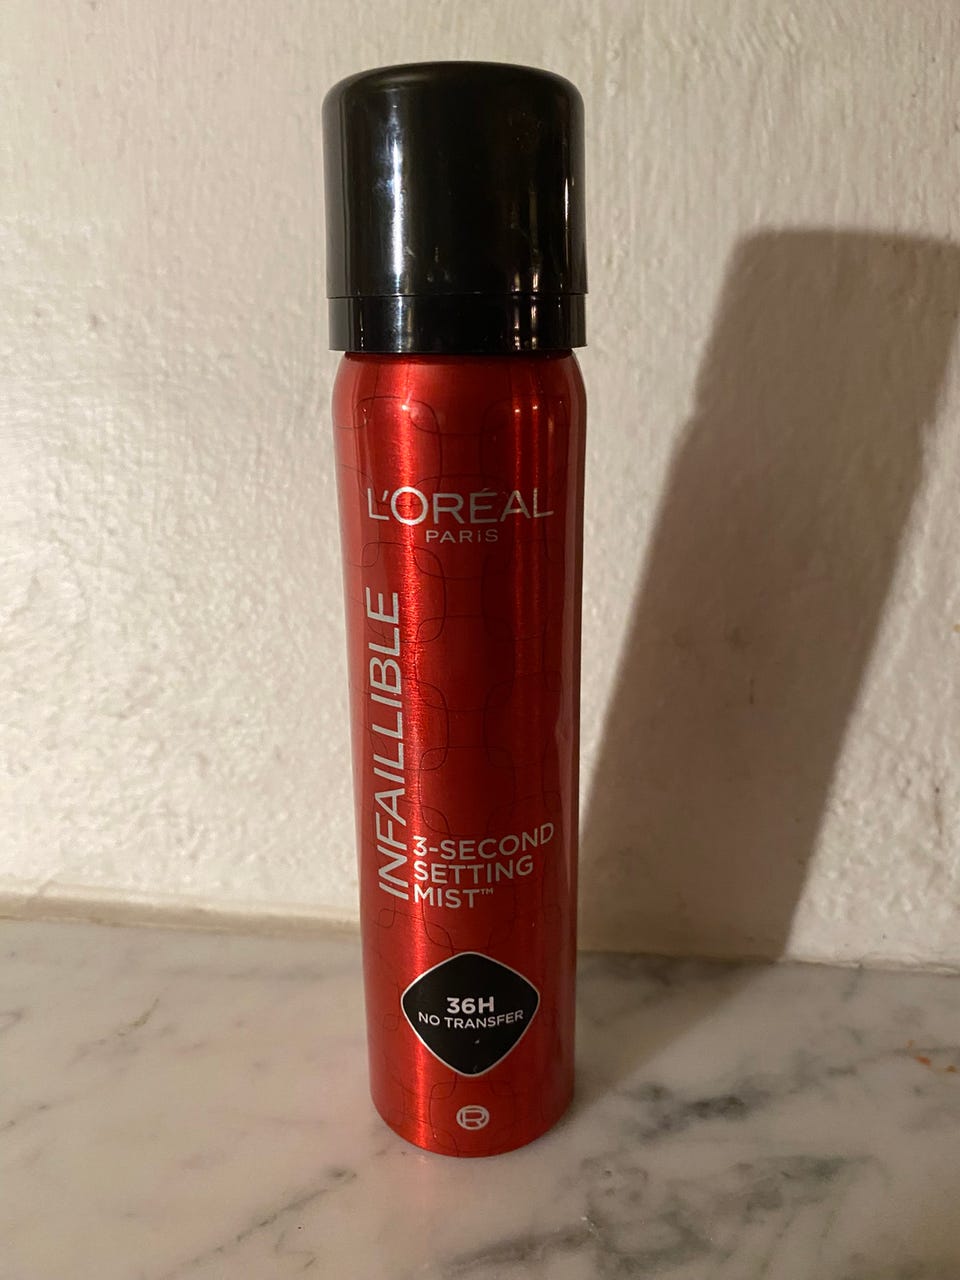 L'ORÉAL
PARiS
INFAILLIBLE
3-SECOND
SETTING
MIST™
36H
NO TRANSFER